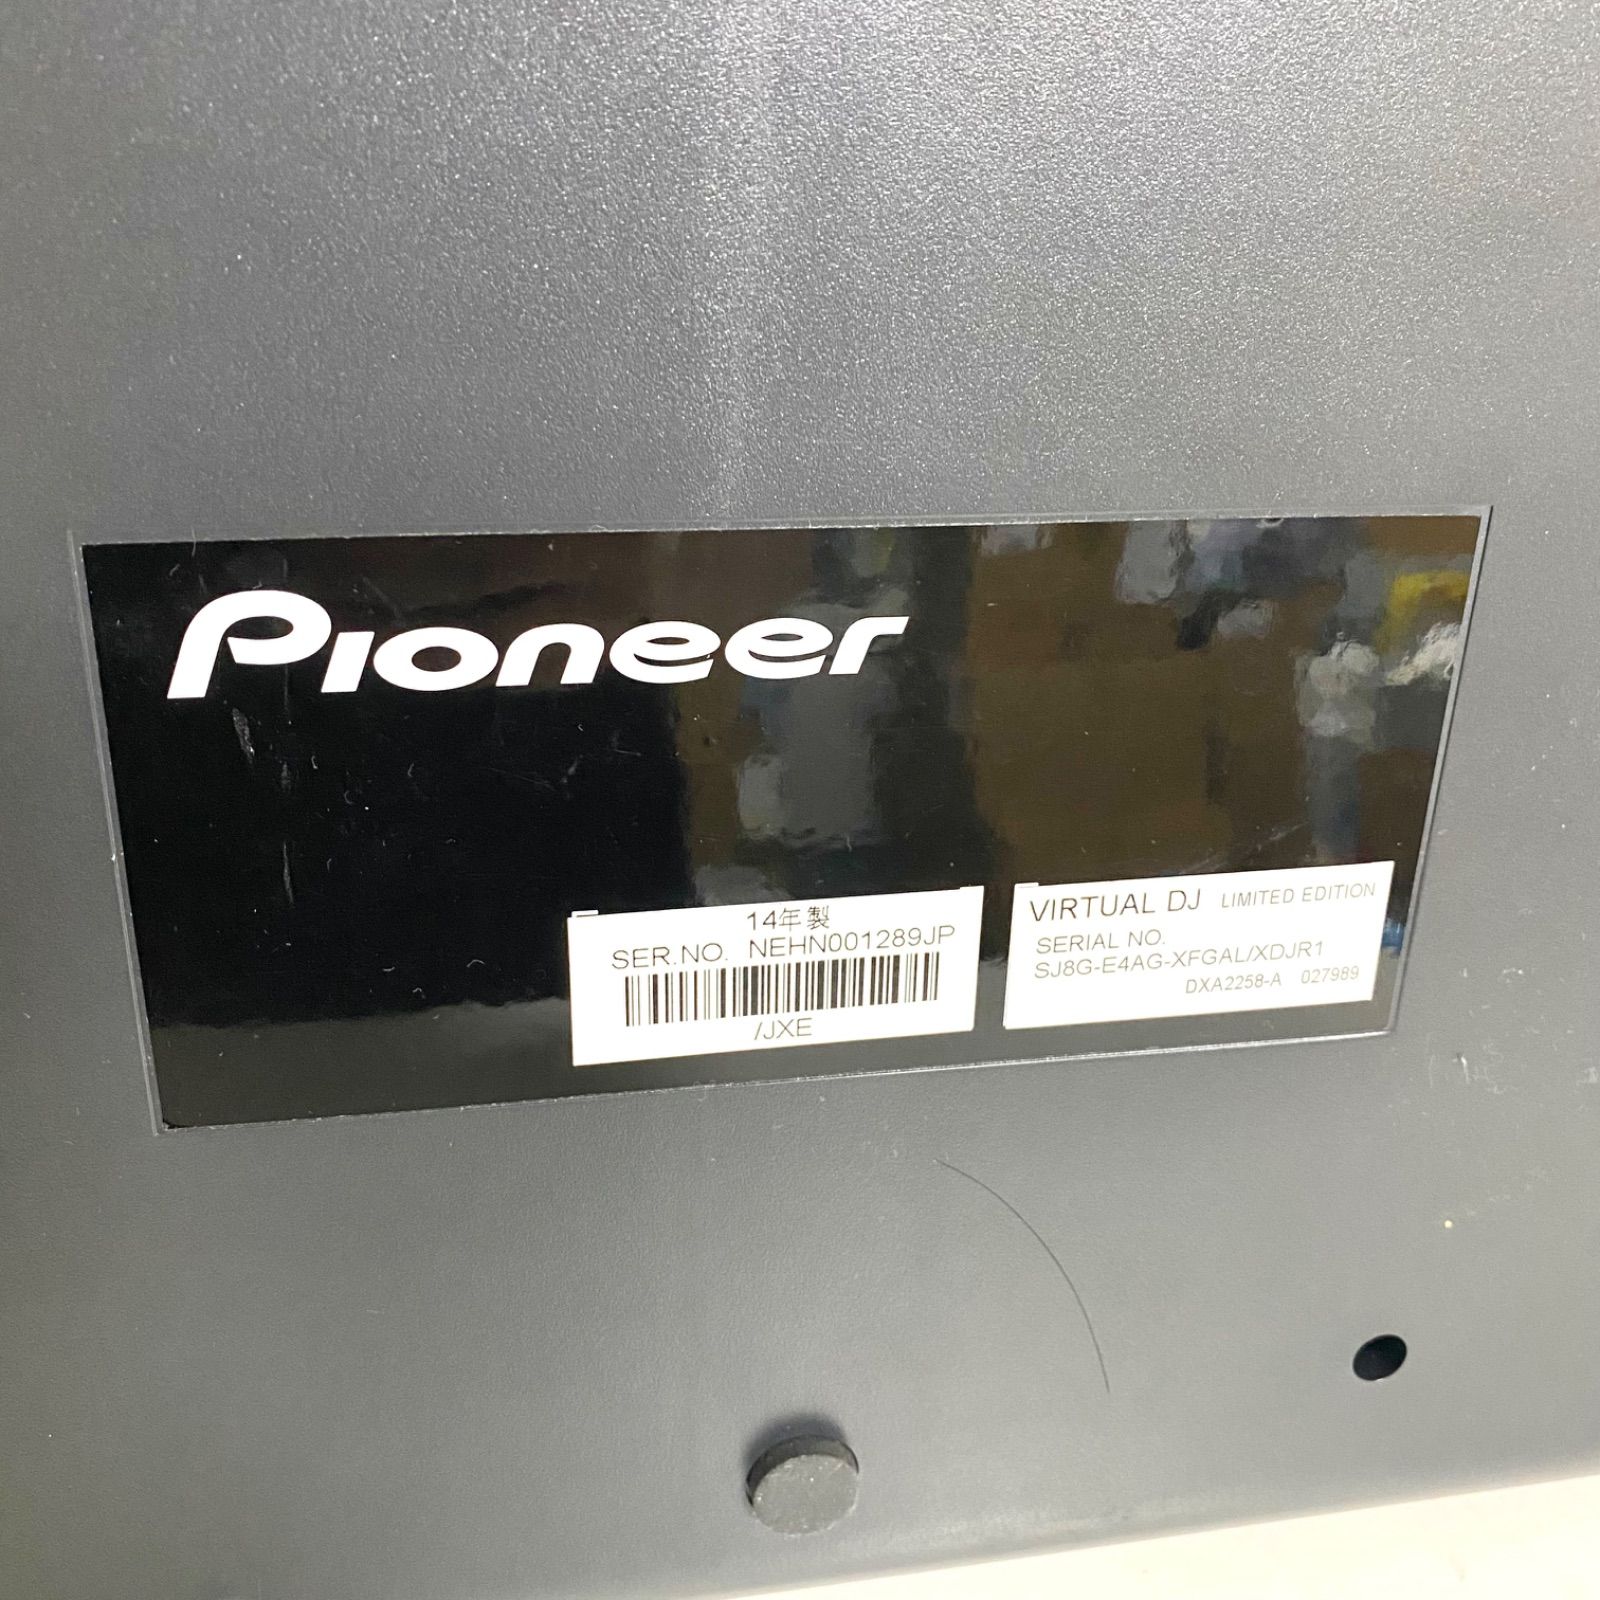 Pioneer
14年製
SER.NO. NEHN001289JP
/JXE
VIRTUAL DJ LIMITED EDITION
SERIAL NO.
SJ8G-E4AG-XFGAL/XDJR1
DXA2258-A 027989